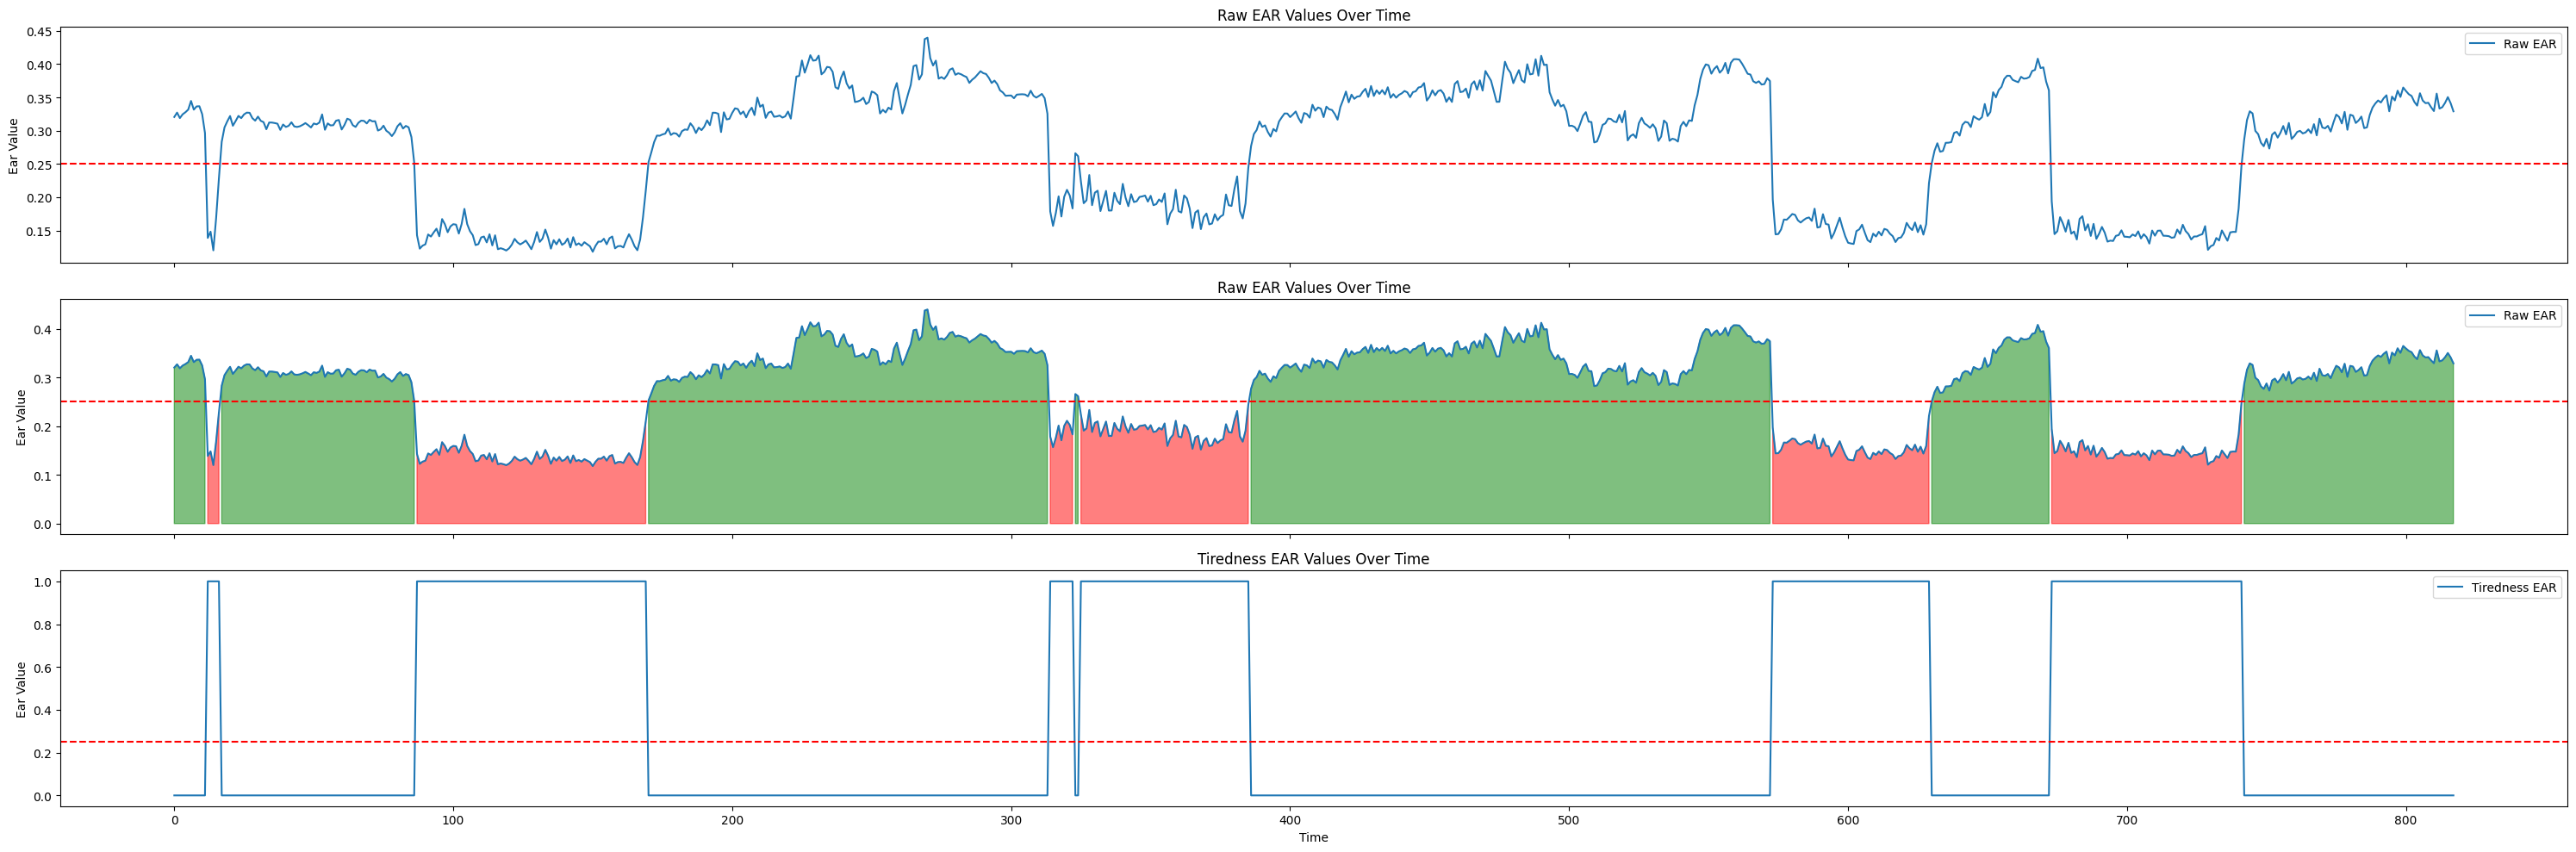 Raw EAR Values Over Time
0.45
0.40
0.35
0.30
0.25
0.20
0.15
Ear Value
Raw EAR
Raw EAR Values Over Time
0.4
0.3
0.2
0.1
0.0
Ear Value
Raw EAR
Tiredness EAR Values Over Time
1.0
0.8
0.6
0.4
0.2
0.0
Ear Value
Tiredness EAR
0 100 200 300 400 500 600 700 800
Time